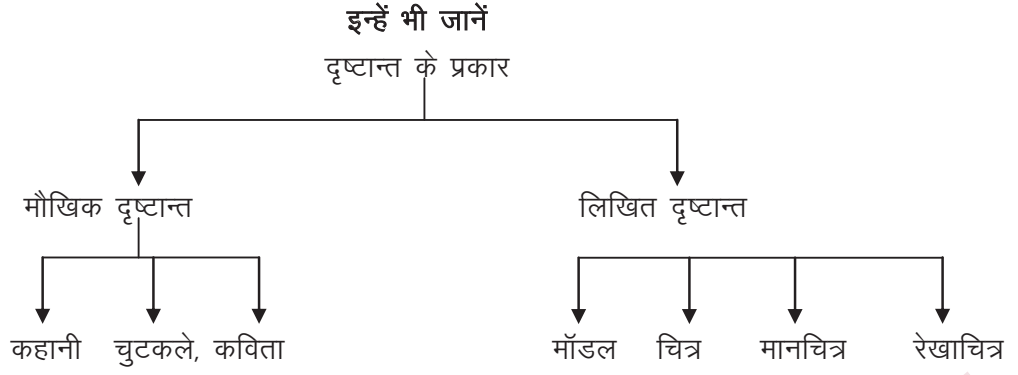 इन्हें भी जानें
दृष्टान्त के प्रकार
मौखिक दृष्टान्त लिखित दृष्टान्त
कहानी चुटकले, कविता मॉडल चित्र मानचित्र रेखाचित्र